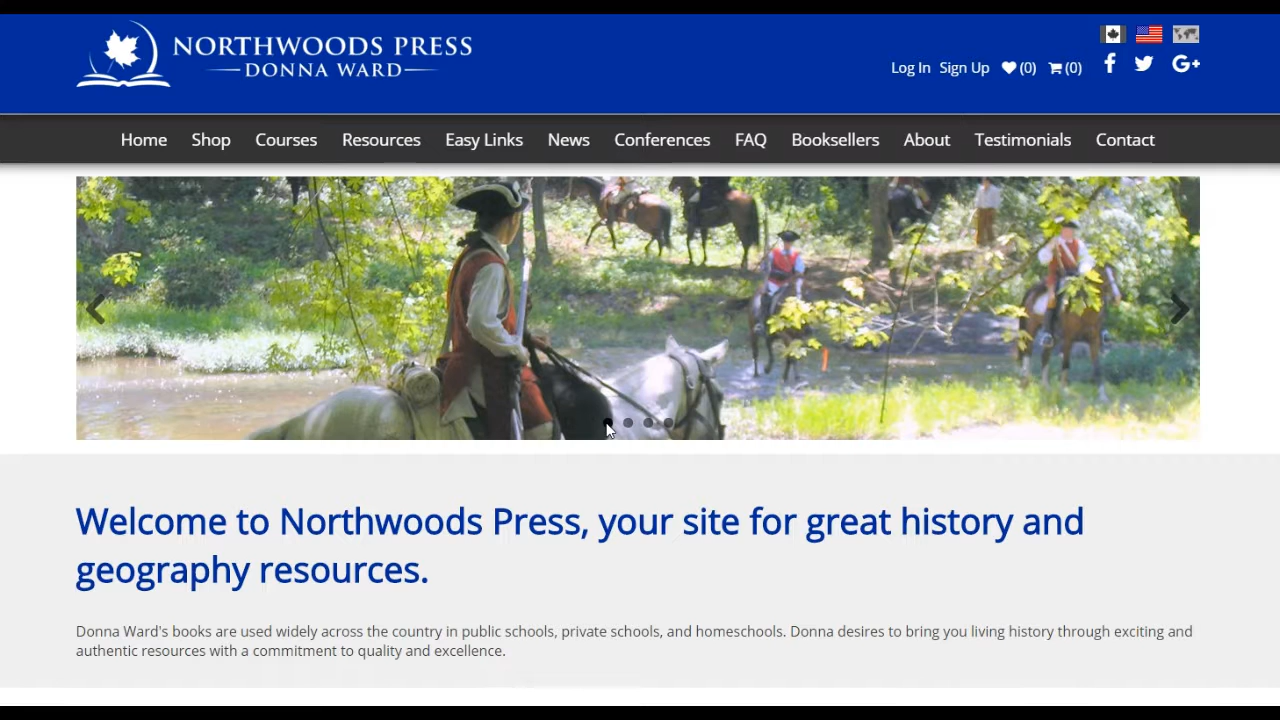 NORTHWOODS PRESS
DONNA WARD
Log In Sign Up (0) (0)
Home Shop Courses Resources Easy Links News Conferences FAQ Booksellers About Testimonials Contact
Welcome to Northwoods Press, your site for great history and
geography resources.
Donna Ward's books are used widely across the country in public schools, private schools, and homeschools. Donna desires to bring you living history through exciting and
authentic resources with a commitment to quality and excellence.